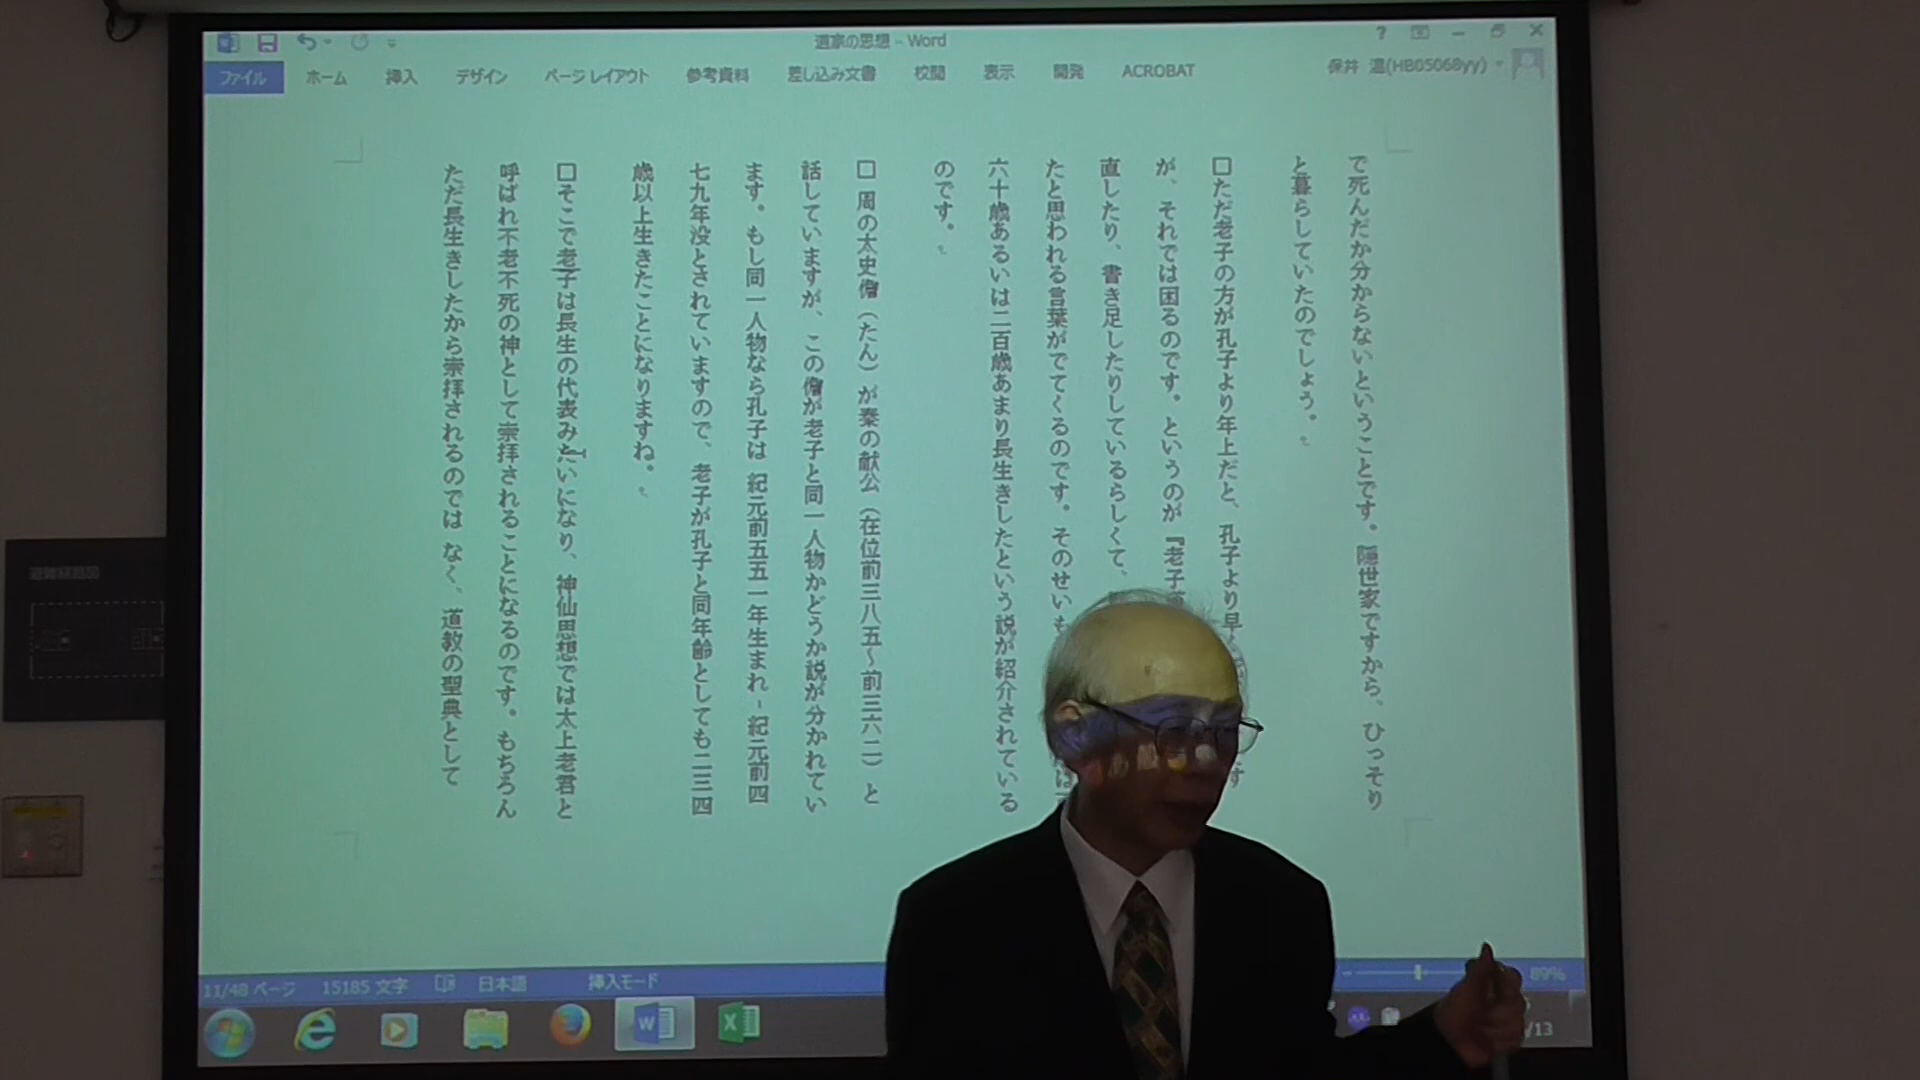 道家の思想 - Word
ファイル ホーム 挿入 デザイン ページ レイアウト 参考資料 差し込み文書 校閲 表示 開発 ACROBAT
保井 温(HB05068yy)
で死んだか分からないということです。隠世家ですから、ひっそり
と暮らしていたのでしょう。
□ただ老子の方が孔子より年上だと、孔子より早
が、それでは困るのです。というのが『老子
直したり、書き足したりしているらしくて、
たと思われる言葉がでてくるのです。そのせいも
六十歳あるいは二百歳あまり長生きしたという説が紹介されている
のです。
□ 周の太史儋（たん）が秦の献公（在位前三八五～前三六二）と
話していますが、この儋が老子と同一人物かどうか説が分かれてい
ます。もし同一人物なら孔子は 紀元前五五一年生まれ - 紀元前四
七九年没とされていますので、老子が孔子と同年齢としても二三四
歳以上生きたことになりますね。
□そこで老子は長生の代表みたいになり、神仙思想では太上老君と
呼ばれ不老不死の神として崇拝されることになるのです。もちろん
ただ長生きしたから崇拝されるのでは なく、道教の聖典として
11/48 ページ 15185 文字 日本語 挿入モード 89%
/13